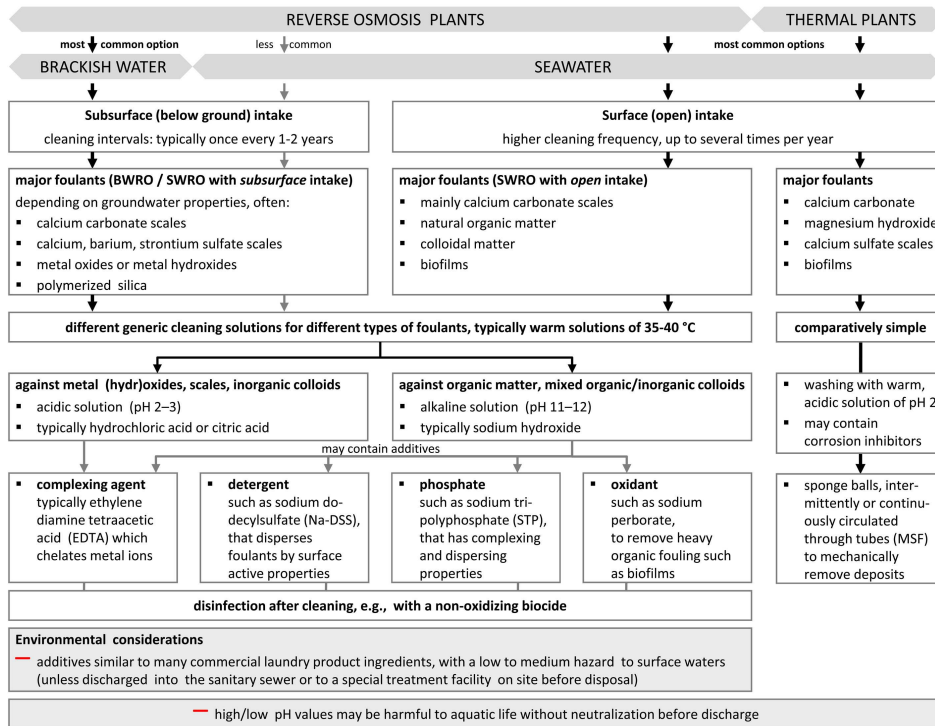 REVERSE OSMOSIS PLANTS
THERMAL PLANTS
most common option
less common
most common options
BRACKISH WATER
SEAWATER
Subsurface (below ground) intake
cleaning intervals: typically once every 1-2 years
Surface (open) intake
higher cleaning frequency, up to several times per year
major foulants (BWRO / SWRO with subsurface intake)
depending on groundwater properties, often:
▪ calcium carbonate scales
▪ calcium, barium, strontium sulfate scales
▪ metal oxides or metal hydroxides
▪ polymerized silica
major foulants (SWRO with open intake)
▪ mainly calcium carbonate scales
▪ natural organic matter
▪ colloidal matter
▪ biofilms
major foulants
▪ calcium carbonate
▪ magnesium hydroxide
▪ calcium sulfate scales
▪ biofilms
different generic cleaning solutions for different types of foulants, typically warm solutions of 35-40 °C
comparatively simple
against metal (hydr)oxides, scales, inorganic colloids
▪ acidic solution (pH 2–3)
▪ typically hydrochloric acid or citric acid
against organic matter, mixed organic/inorganic colloids
▪ alkaline solution (pH 11–12)
▪ typically sodium hydroxide
▪ washing with warm,
acidic solution of pH 2
▪ may contain
corrosion inhibitors
may contain additives
▪ complexing agent
typically ethylene
diamine tetraacetic
acid (EDTA) which
chelates metal ions
▪ detergent
such as sodium do-
decylsulfate (Na-DSS),
that disperses
foulants by surface
active properties
▪ phosphate
such as sodium tri-
polyphosphate (STP),
that has complexing
and dispersing
properties
▪ oxidant
such as sodium
perborate,
to remove heavy
organic fouling such
as biofilms
▪ sponge balls, inter-
mittently or continu-
ously circulated
through tubes (MSF)
to mechanically
remove deposits
disinfection after cleaning, e.g., with a non-oxidizing biocide
Environmental considerations
— additives similar to many commercial laundry product ingredients, with a low to medium hazard to surface waters
(unless discharged into the sanitary sewer or to a special treatment facility on site before disposal)
— high/low pH values may be harmful to aquatic life without neutralization before discharge